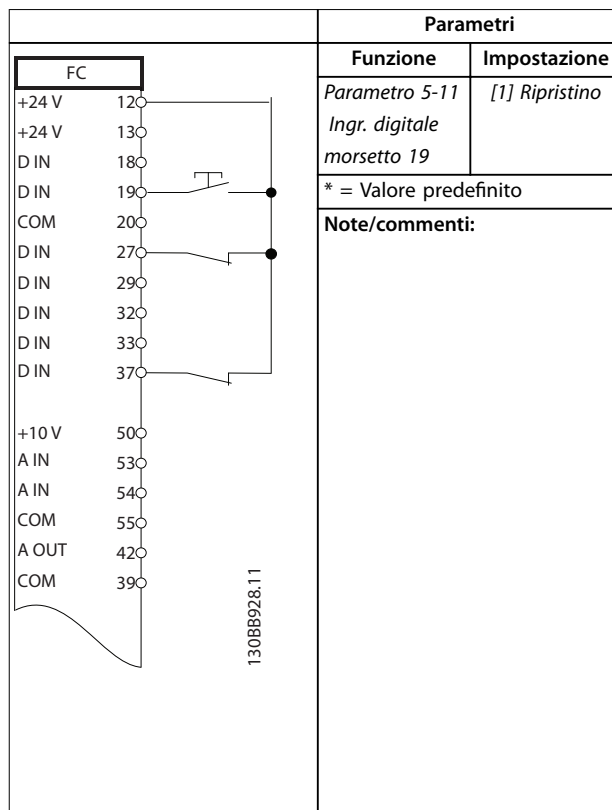 FC
+24 V 12
+24 V 13
D IN 18
D IN 19
COM 20
D IN 27
D IN 29
D IN 32
D IN 33
D IN 37
+10 V 50
A IN 53
A IN 54
COM 55
A OUT 42
COM 39
130BB928.11
Parametri
Funzione Impostazione
Parametro 5-11 [1] Ripristino
Ingr. digitale
morsetto 19
* = Valore predefinito
Note/commenti: